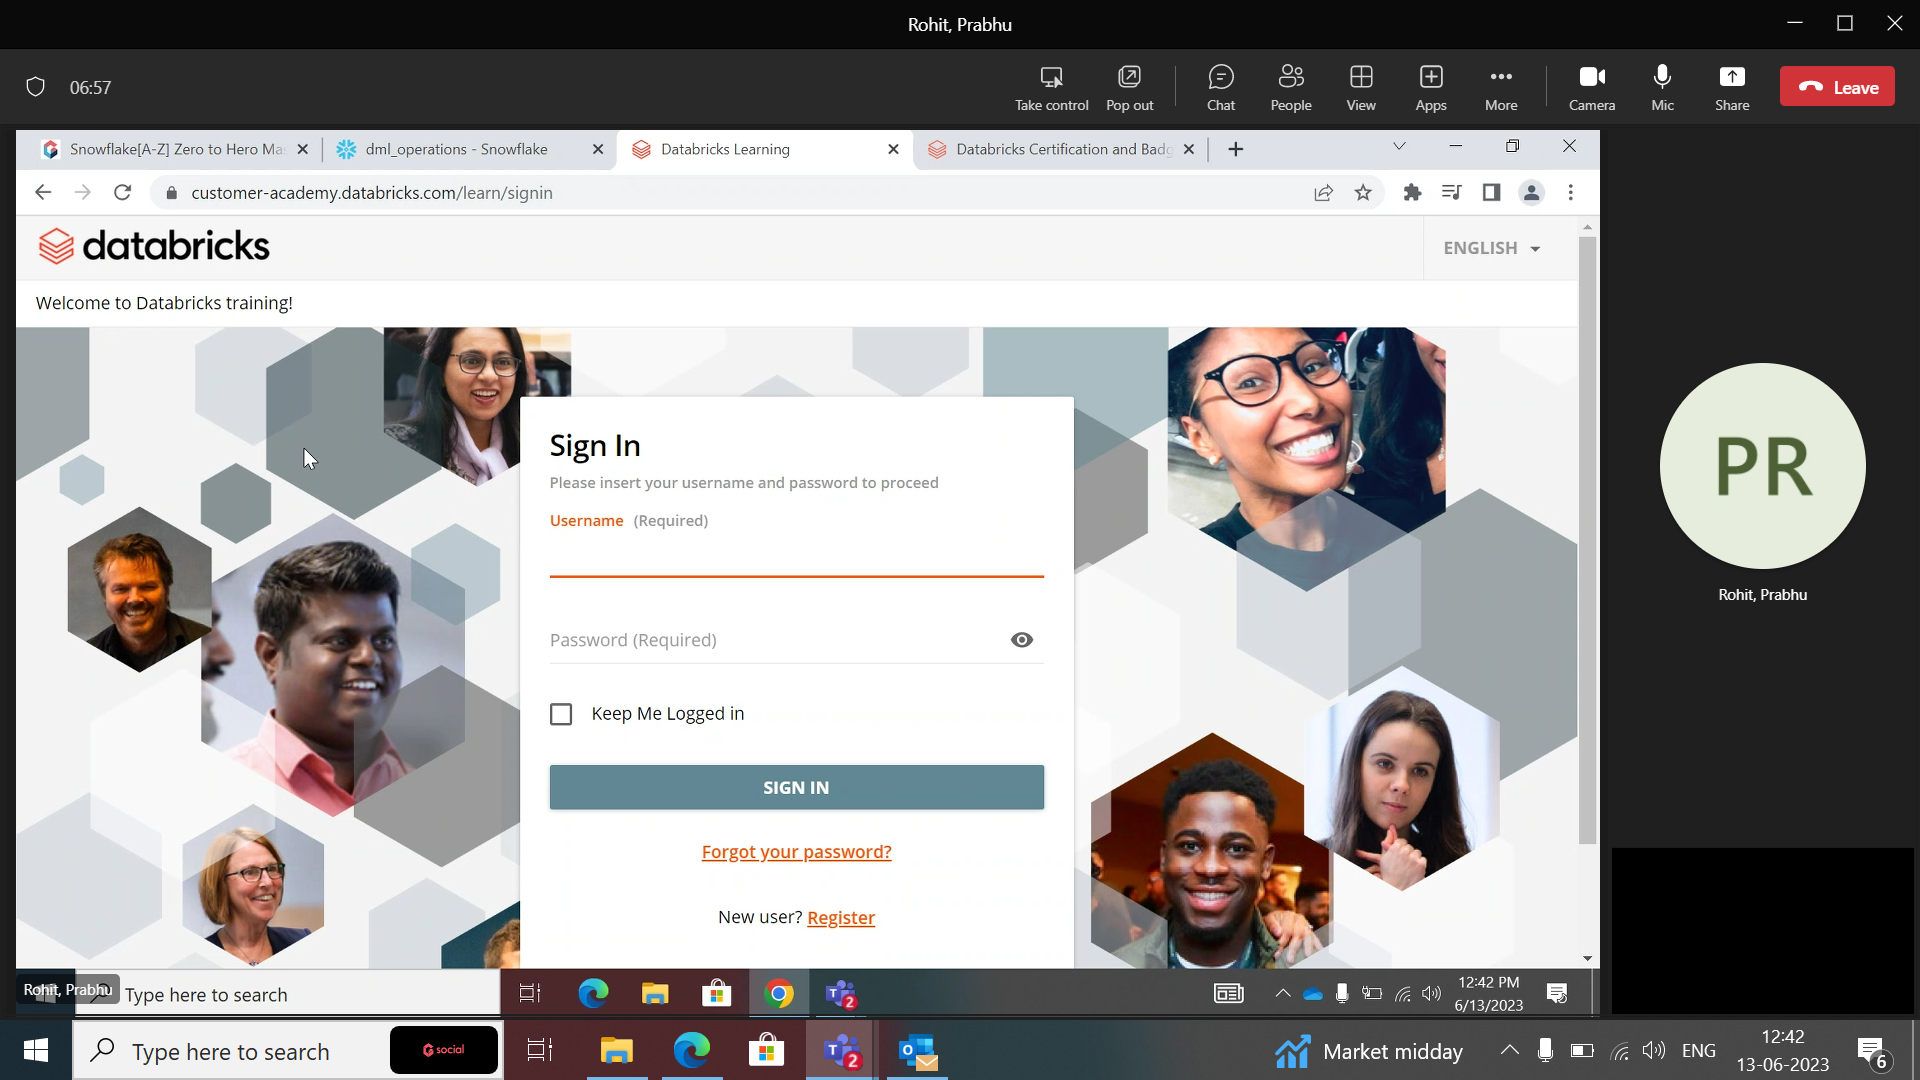 Rohit, Prabhu
06:57
Take control
Pop out
Chat
People
View
Apps
More
Camera
Mic
Share
Leave
Snowflake[A-Z] Zero to Hero Mas
dml_operations - Snowflake
Databricks Learning
Databricks Certification and Badg
customer-academy.databricks.com/learn/signin
databricks
ENGLISH
Welcome to Databricks training!
Sign In
Please insert your username and password to proceed
Username (Required)
Password (Required)
Keep Me Logged in
SIGN IN
Forgot your password?
New user? Register
PR
Rohit, Prabhu
Rohit, Prabhu
Type here to search
2
12:42 PM
6/13/2023
Type here to search
social
2
Market midday
ENG
12:42
13-06-2023
6